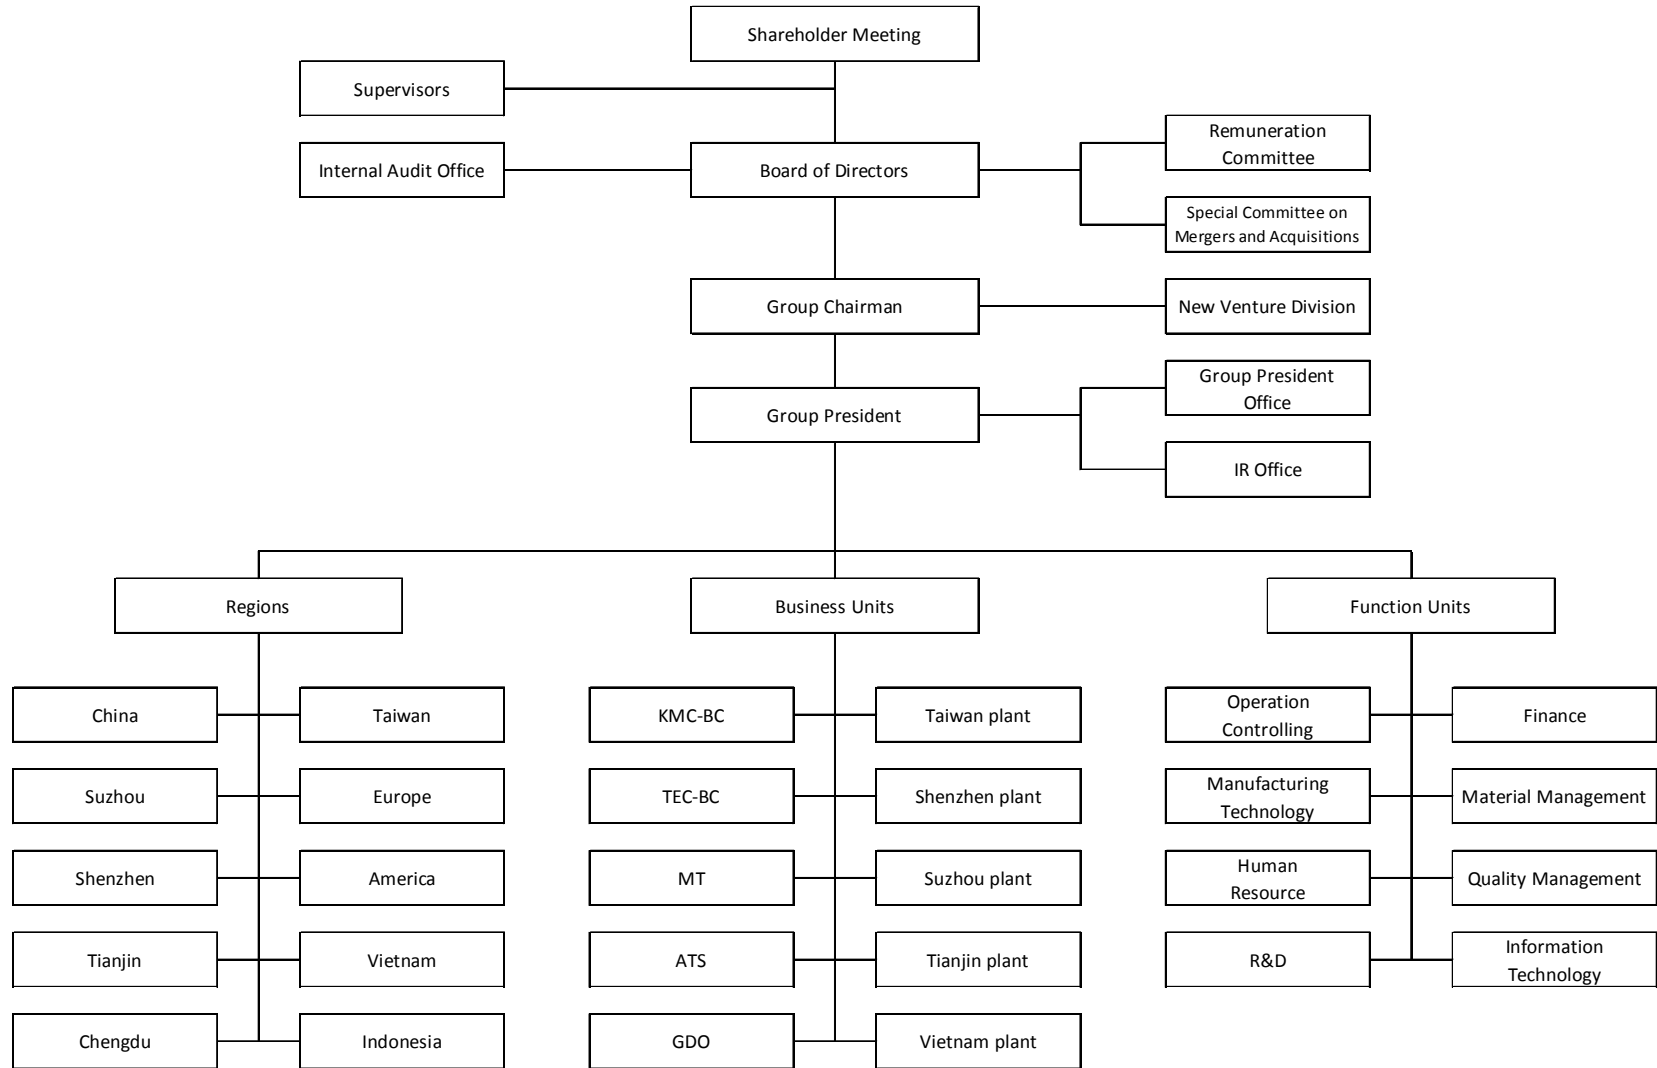 Shareholder Meeting
Supervisors
Remuneration
Committee
Internal Audit Office
Board of Directors
Special Committee on
Mergers and Acquisitions
Group Chairman
New Venture Division
Group President
Office
Group President
IR Office
Regions
Business Units
Function Units
China
Taiwan
KMC-BC
Taiwan plant
Operation
Controlling
Finance
Suzhou
Europe
TEC-BC
Shenzhen plant
Manufacturing
Technology
Material Management
Shenzhen
America
MT
Suzhou plant
Human
Resource
Quality Management
Tianjin
Vietnam
ATS
Tianjin plant
R&D
Information
Technology
Chengdu
Indonesia
GDO
Vietnam plant